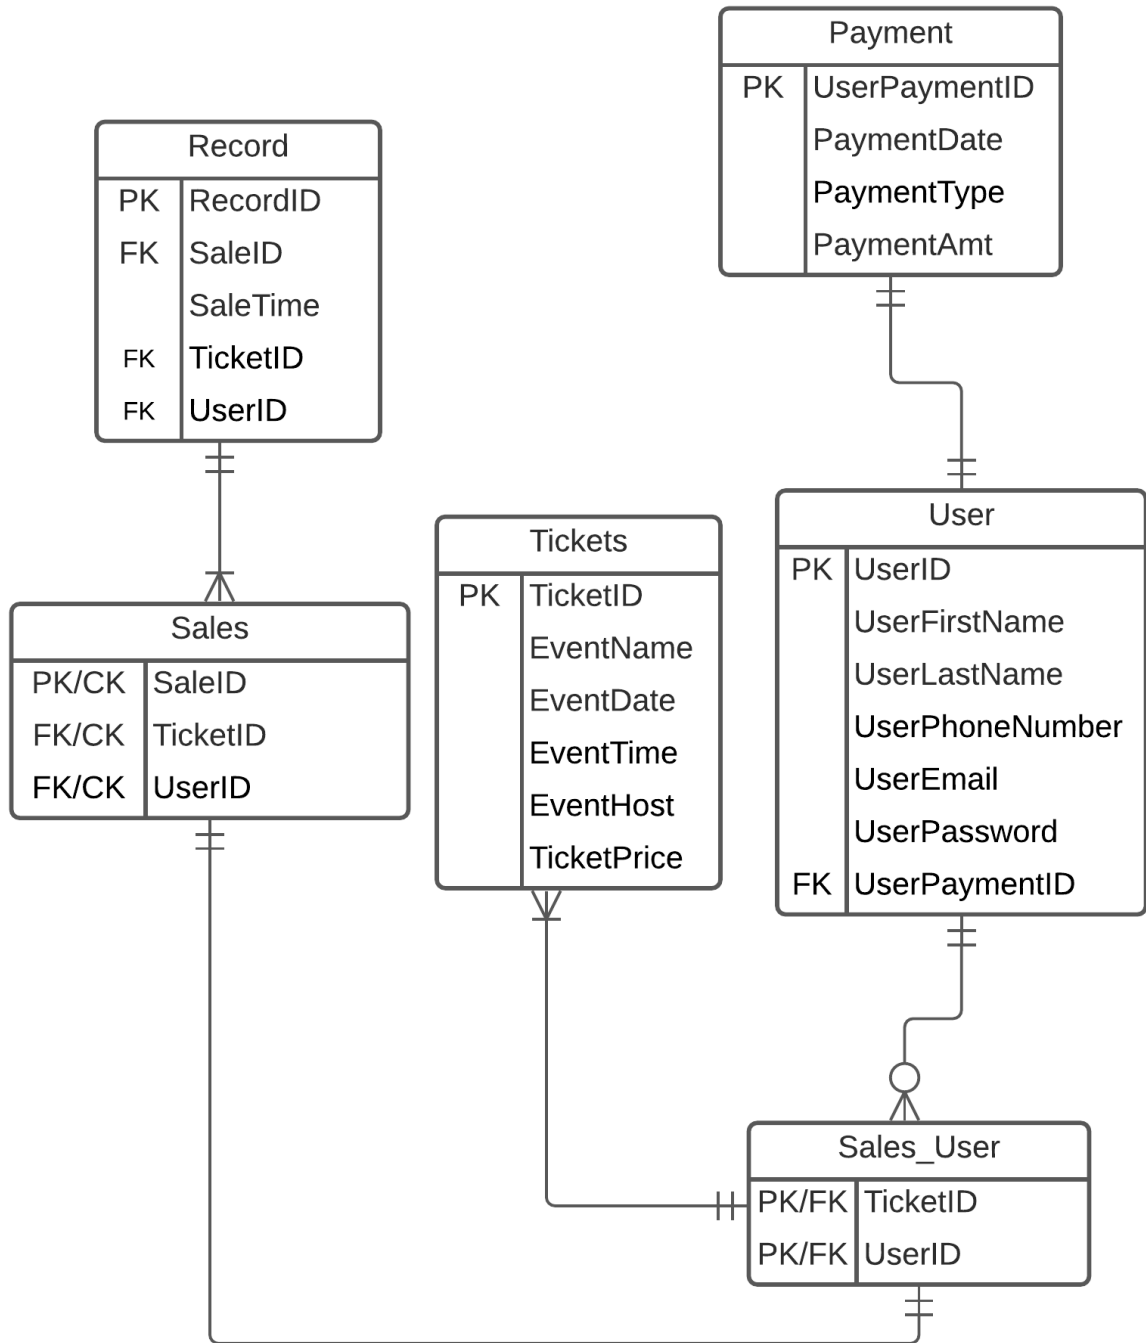 Payment
PK UserPaymentID
PaymentDate
PaymentType
PaymentAmt
Record
PK RecordID
FK SaleID
SaleTime
FK TicketID
FK UserID
Sales
PK/CK SaleID
FK/CK TicketID
FK/CK UserID
Tickets
PK TicketID
EventName
EventDate
EventTime
EventHost
TicketPrice
User
PK UserID
UserFirstName
UserLastName
UserPhoneNumber
UserEmail
UserPassword
FK UserPaymentID
Sales_User
PK/FK TicketID
PK/FK UserID